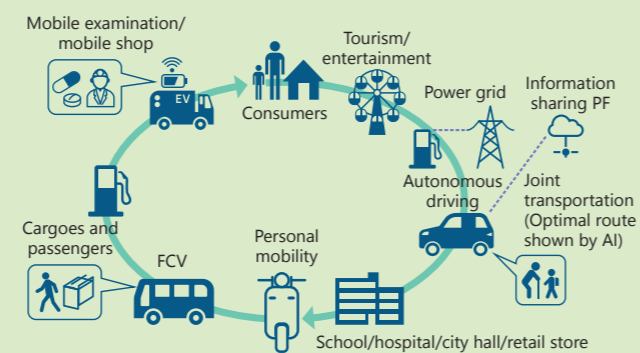 Mobile examination/
mobile shop
EV
Consumers
Tourism/
entertainment
Power grid
Information
sharing PF
Autonomous
driving
Joint
transportation
(Optimal route
shown by AI)
Cargoes and
passengers
FCV
Personal
mobility
School/hospital/city hall/retail store